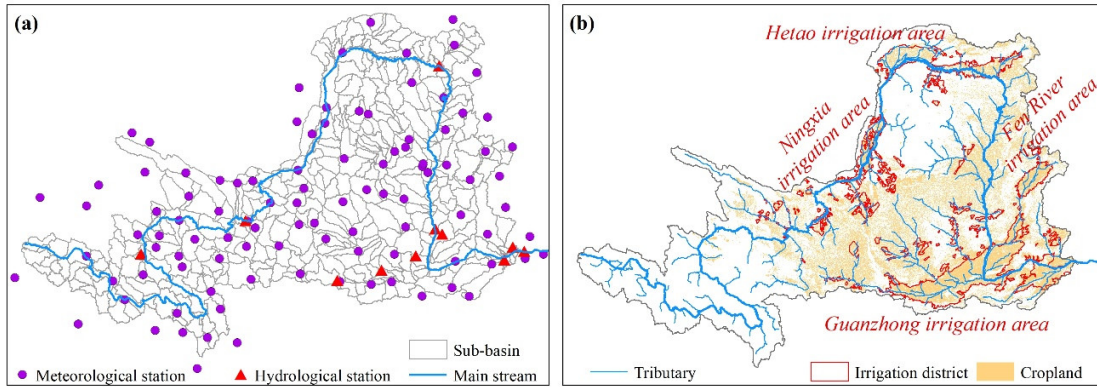 (a)
Sub-basin
Meteorological station
Hydrological station
Main stream
(b)
Hetao irrigation area
Ningxia
irrigation area
Fen River
irrigation area
Guanzhong irrigation area
Tributary
Irrigation district
Cropland